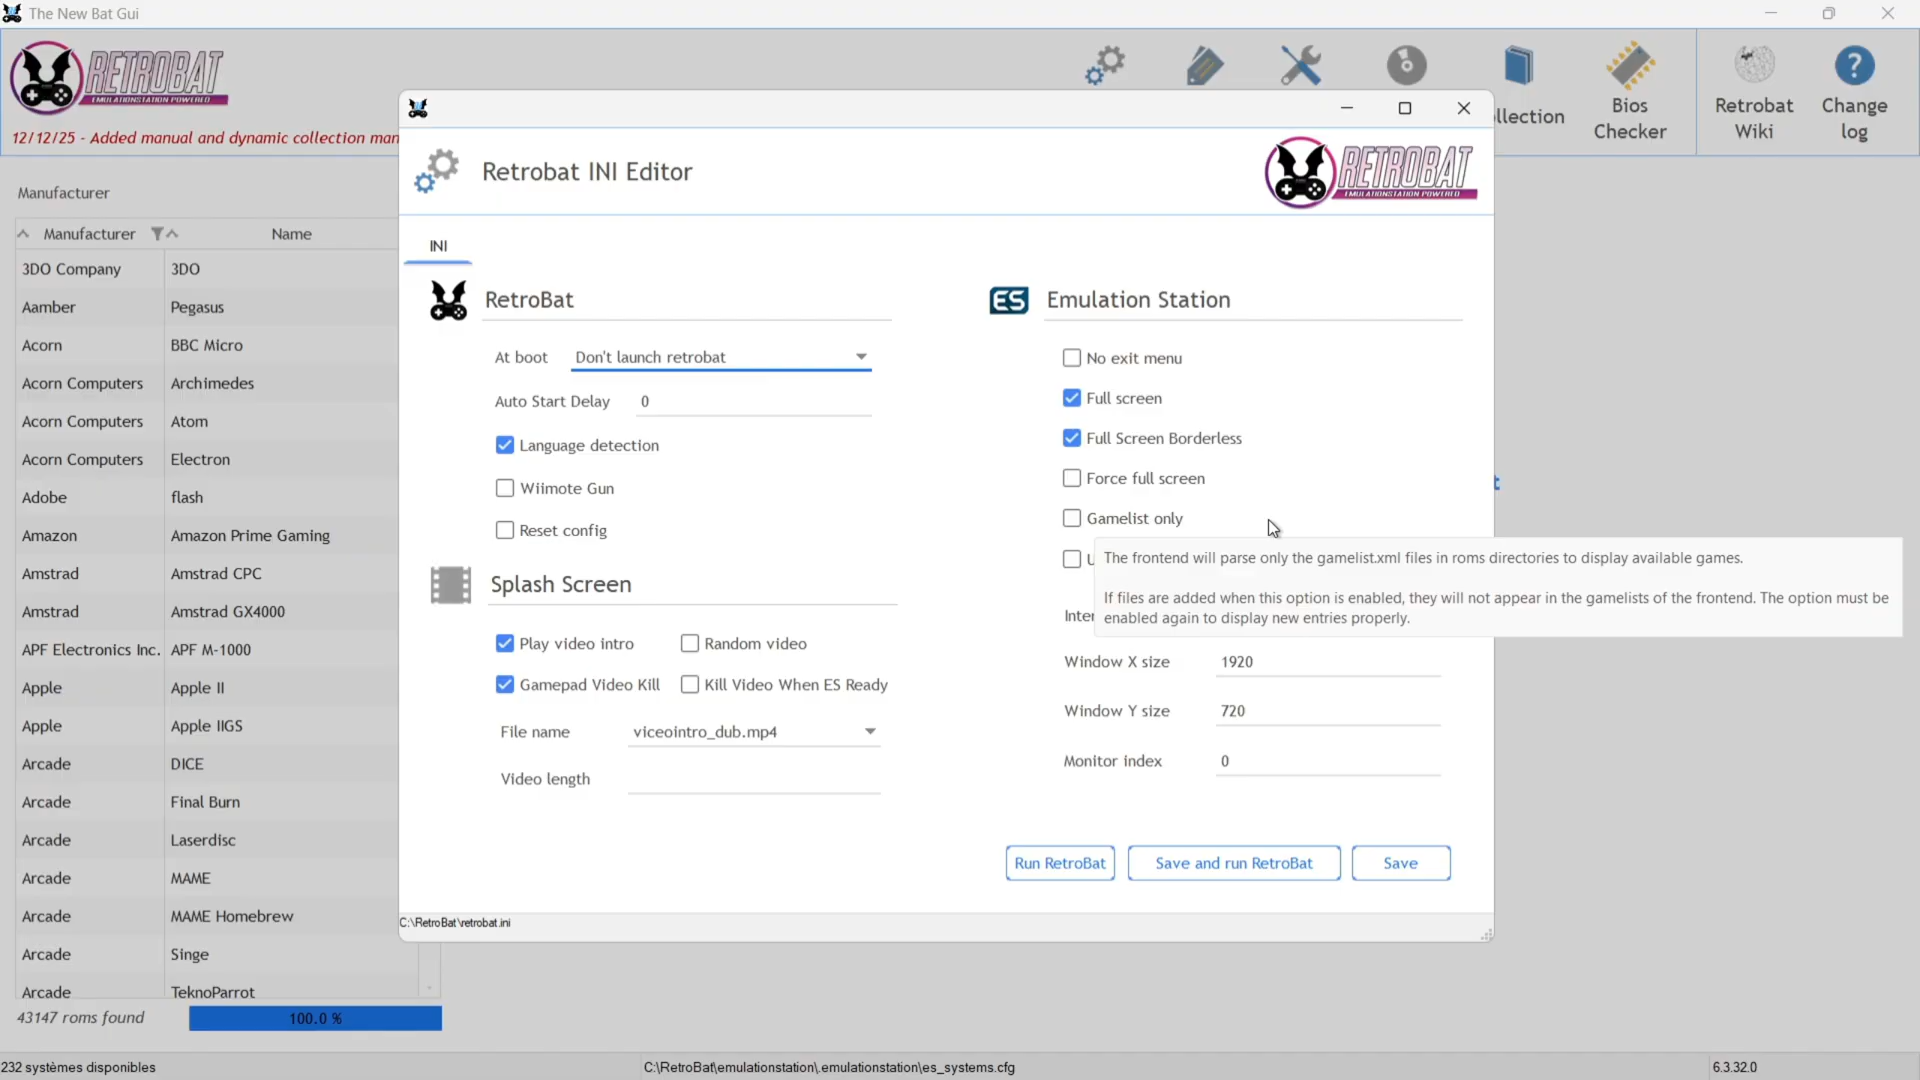 The New Bat Gui
RETROBAT
EMULATIONSTATION POWERED
12/12/25 - Added manual and dynamic collection man
llection
Bios
Checker
Retrobat
Wiki
Change
log
Manufacturer
Manufacturer Name
3DO Company 3DO
Aamber Pegasus
Acorn BBC Micro
Acorn Computers Archimedes
Acorn Computers Atom
Acorn Computers Electron
Adobe flash
Amazon Amazon Prime Gaming
Amstrad Amstrad CPC
Amstrad Amstrad GX4000
APF Electronics Inc. APF M-1000
Apple Apple II
Apple Apple IIGS
Arcade DICE
Arcade Final Burn
Arcade Laserdisc
Arcade MAME
Arcade MAME Homebrew
Arcade Singe
Arcade TeknoParrot
43147 roms found 100.0 %
Retrobat INI Editor
RETROBAT
EMULATIONSTATION POWERED
INI
RetroBat
At boot Don't launch retrobat
Auto Start Delay 0
Language detection
Wiimote Gun
Reset config
Splash Screen
Play video intro Random video
Gamepad Video Kill Kill Video When ES Ready
File name viceointro_dub.mp4
Video length
ES Emulation Station
No exit menu
Full screen
Full Screen Borderless
Force full screen
Gamelist only
The frontend will parse only the gamelist.xml files in roms directories to display available games.
If files are added when this option is enabled, they will not appear in the gamelists of the frontend. The option must be
enabled again to display new entries properly.
Inter
Window X size 1920
Window Y size 720
Monitor index 0
Run RetroBat Save and run RetroBat Save
C:\RetroBat\retrobat.ini
232 systèmes disponibles C:\RetroBat\emulationstation\.emulationstation\es_systems.cfg 6.3.32.0